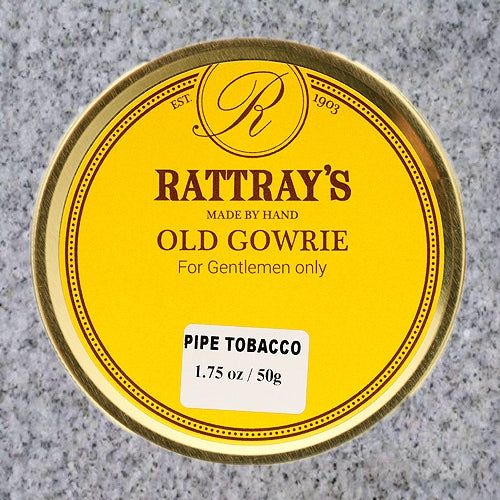 R
EST. 1903
RATTRAY'S
MADE BY HAND
OLD GOWRIE
For Gentlemen only
PIPE TOBACCO
1.75 oz / 50g